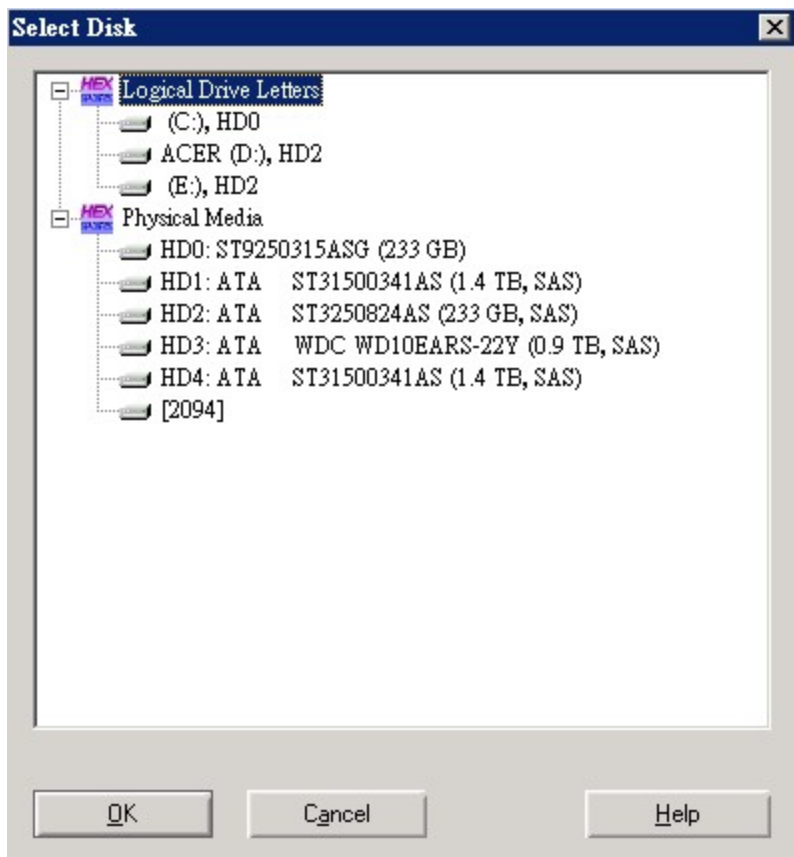 Select Disk
HEX Logical Drive Letters
(C:), HD0
ACER (D:), HD2
(E:), HD2
HEX Physical Media
HD0: ST9250315ASG (233 GB)
HD1: ATA ST31500341AS (1.4 TB, SAS)
HD2: ATA ST3250824AS (233 GB, SAS)
HD3: ATA WDC WD10EARS-22Y (0.9 TB, SAS)
HD4: ATA ST31500341AS (1.4 TB, SAS)
[2094]
OK Cancel Help